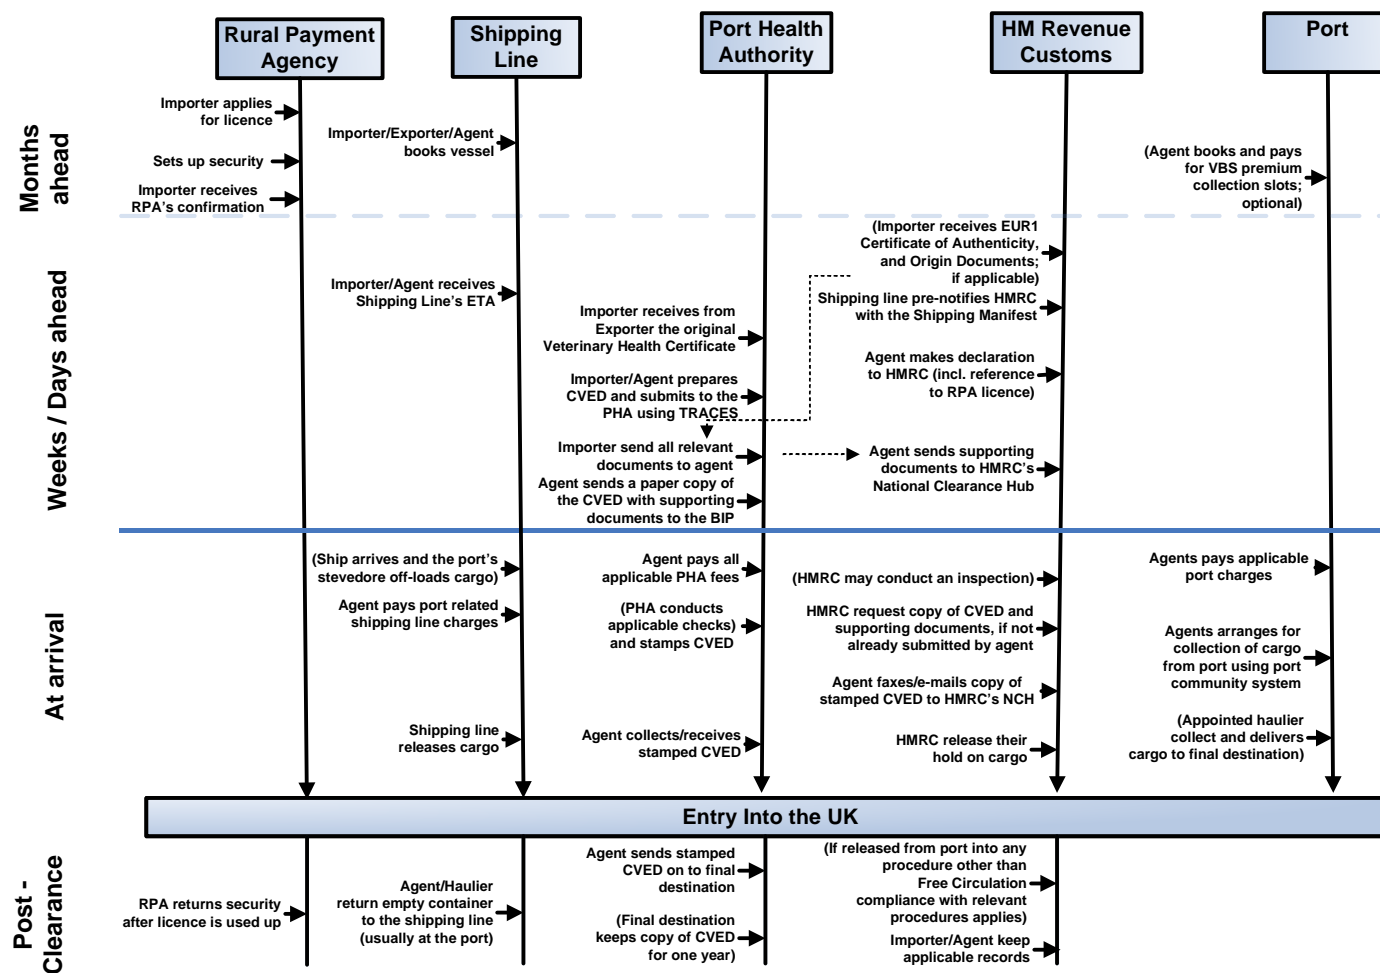 Rural Payment
Agency
Shipping
Line
Port Health
Authority
HM Revenue
Customs
Port
Months
ahead
Importer applies
for licence
Sets up security
Importer receives
RPA's confirmation
Importer/Exporter/Agent
books vessel
(Agent books and pays
for VBS premium
collection slots;
optional)
Weeks / Days ahead
Importer/Agent receives
Shipping Line's ETA
Importer receives from
Exporter the original
Veterinary Health Certificate
Importer/Agent prepares
CVED and submits to the
PHA using TRACES
Importer send all relevant
documents to agent
Agent sends a paper copy of
the CVED with supporting
documents to the BIP
(Importer receives EUR1
Certificate of Authenticity,
and Origin Documents;
if applicable)
Shipping line pre-notifies HMRC
with the Shipping Manifest
Agent makes declaration
to HMRC (incl. reference
to RPA licence)
Agent sends supporting
documents to HMRC's
National Clearance Hub
At arrival
(Ship arrives and the port's
stevedore off-loads cargo)
Agent pays port related
shipping line charges
Shipping line
releases cargo
Agent pays all
applicable PHA fees
(PHA conducts
applicable checks)
and stamps CVED
Agent collects/receives
stamped CVED
(HMRC may conduct an inspection)
HMRC request copy of CVED and
supporting documents, if not
already submitted by agent
Agent faxes/e-mails copy of
stamped CVED to HMRC's NCH
HMRC release their
hold on cargo
Agents pays applicable
port charges
Agents arranges for
collection of cargo
from port using port
community system
(Appointed haulier
collect and delivers
cargo to final destination)
Entry Into the UK
Post -
Clearance
RPA returns security
after licence is used up
Agent/Haulier
return empty container
to the shipping line
(usually at the port)
Agent sends stamped
CVED on to final
destination
(Final destination
keeps copy of CVED
for one year)
(If released from port into any
procedure other than
Free Circulation
compliance with relevant
procedures applies)
Importer/Agent keep
applicable records